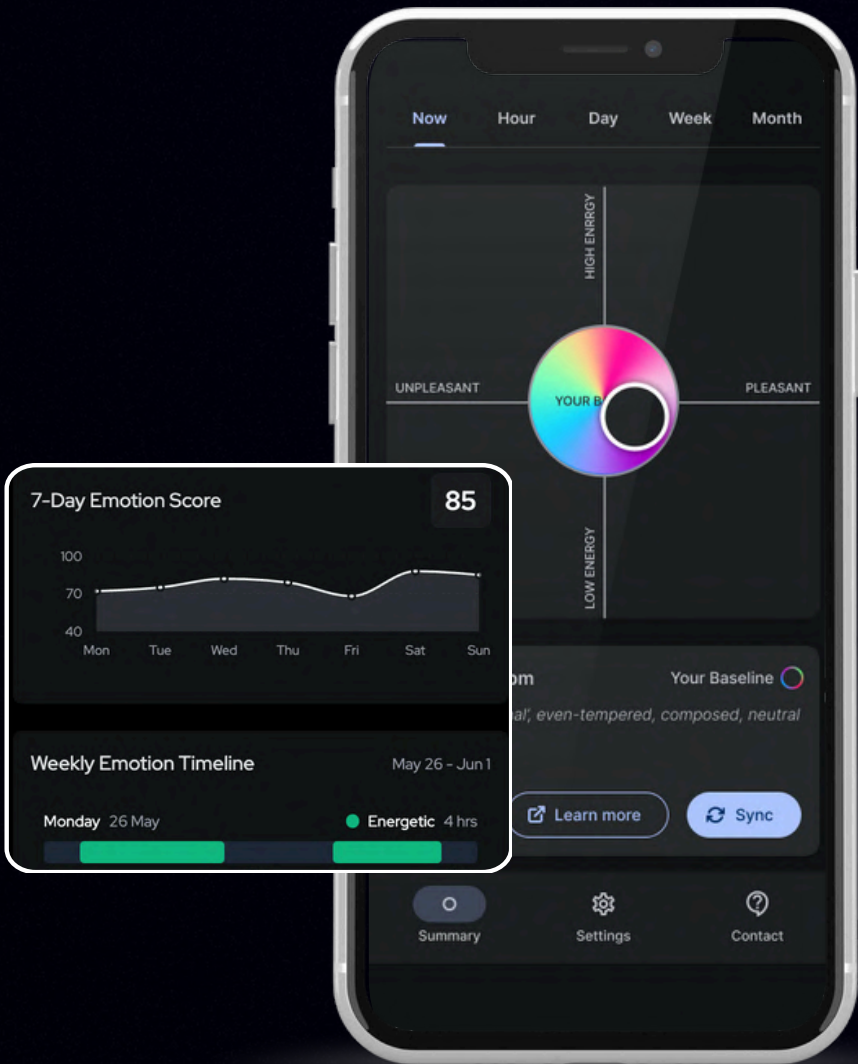 Now Hour Day Week Month
HIGH ENRRGY
UNPLEASANT
YOUR B
PLEASANT
LOW ENERGY
7-Day Emotion Score 85
100
70
40
Mon Tue Wed Thu Fri Sat Sun
om Your Baseline
al', even-tempered, composed, neutral
Learn more Sync
Weekly Emotion Timeline May 26 - Jun 1
Monday 26 May Energetic 4 hrs
Summary Settings Contact